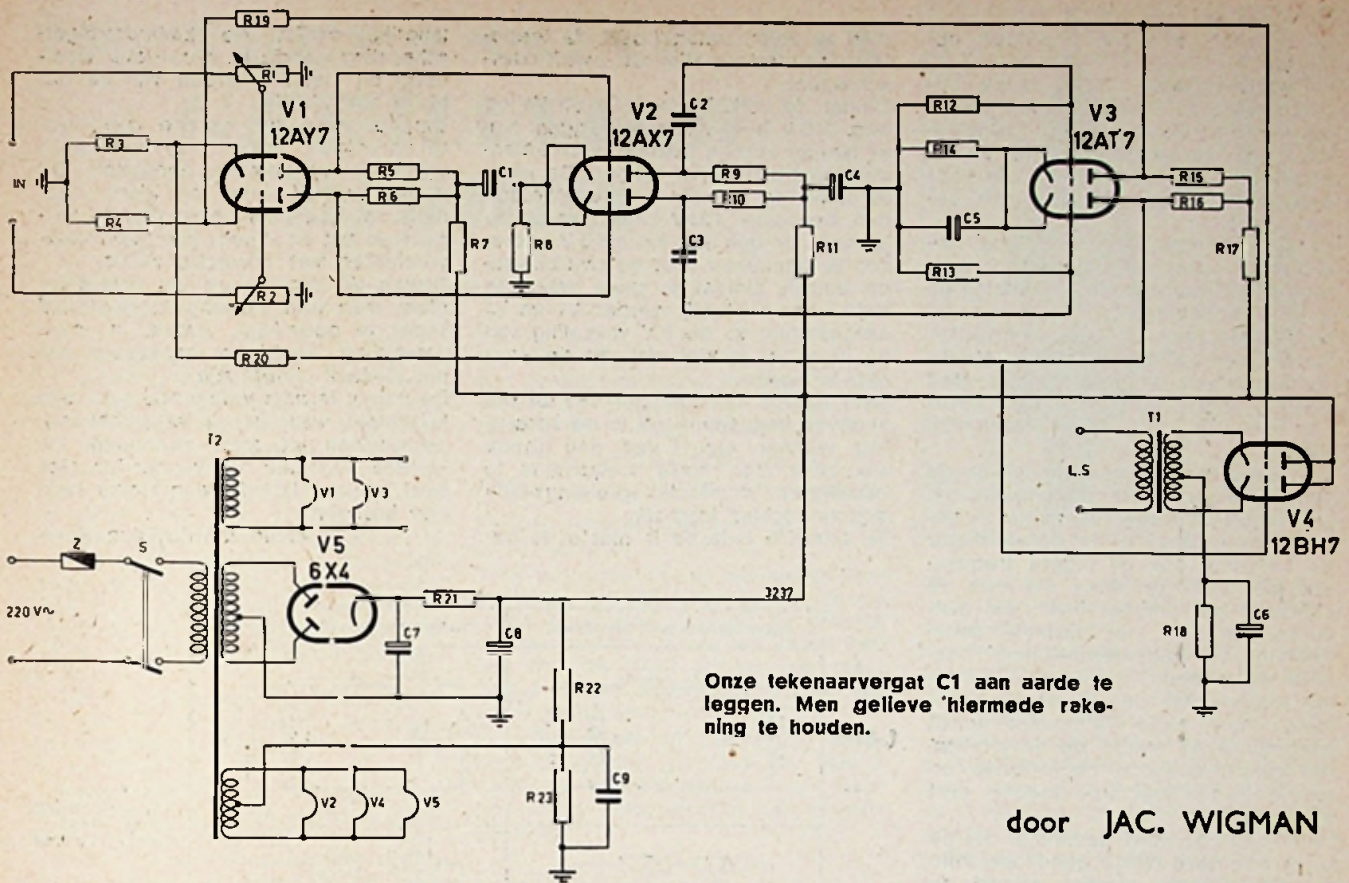 R19
R1
V1
12AY7
R3
IN
R4
R2
R20
R5
R6
R7
C1
R8
V2
12AX7
C2
C3
R9
R10
R11
C4
R12
R14
C5
R13
V3
12AT7
R15
R16
R17
T1
L.S
V4
12BH7
R18
C6
T2
V1
V3
Z
S
220 V~
V5
6X4
R21
C7
C8
3237
R22
R23
C9
V2
V4
V5
Onze tekenaarvergat C1 aan aarde te
leggen. Men gelieve hiermede reke-
ning te houden.
door JAC. WIGMAN